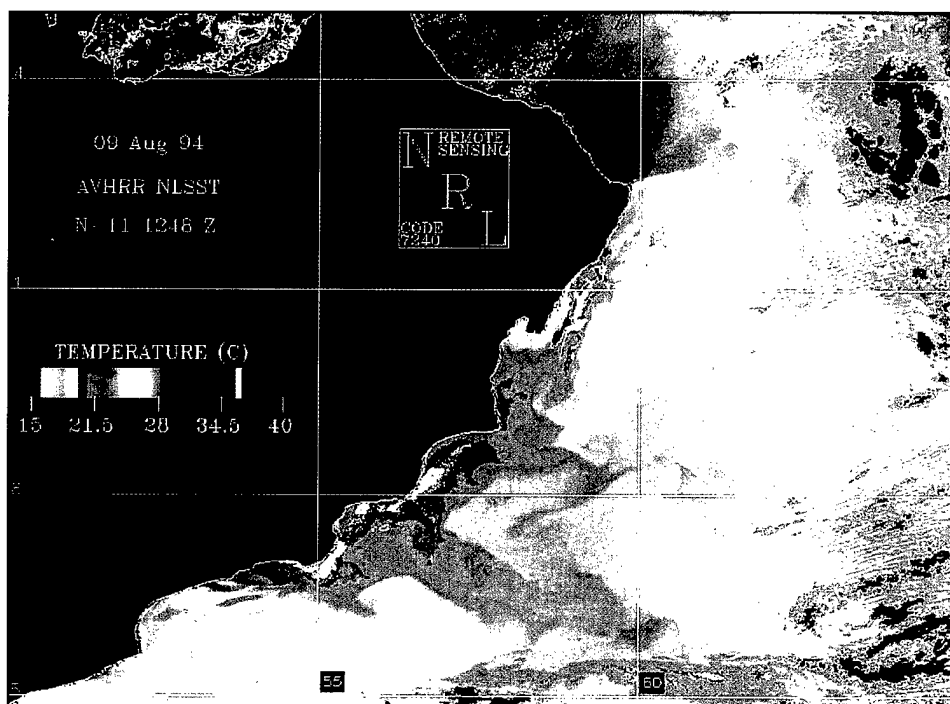 09 Aug 94
AVHRR NLSST
N- 11 1248 Z
N REMOTE
SENSING
R
CODE
7240 L
TEMPERATURE (C)
15 21.5 28 34.5 40
55 60